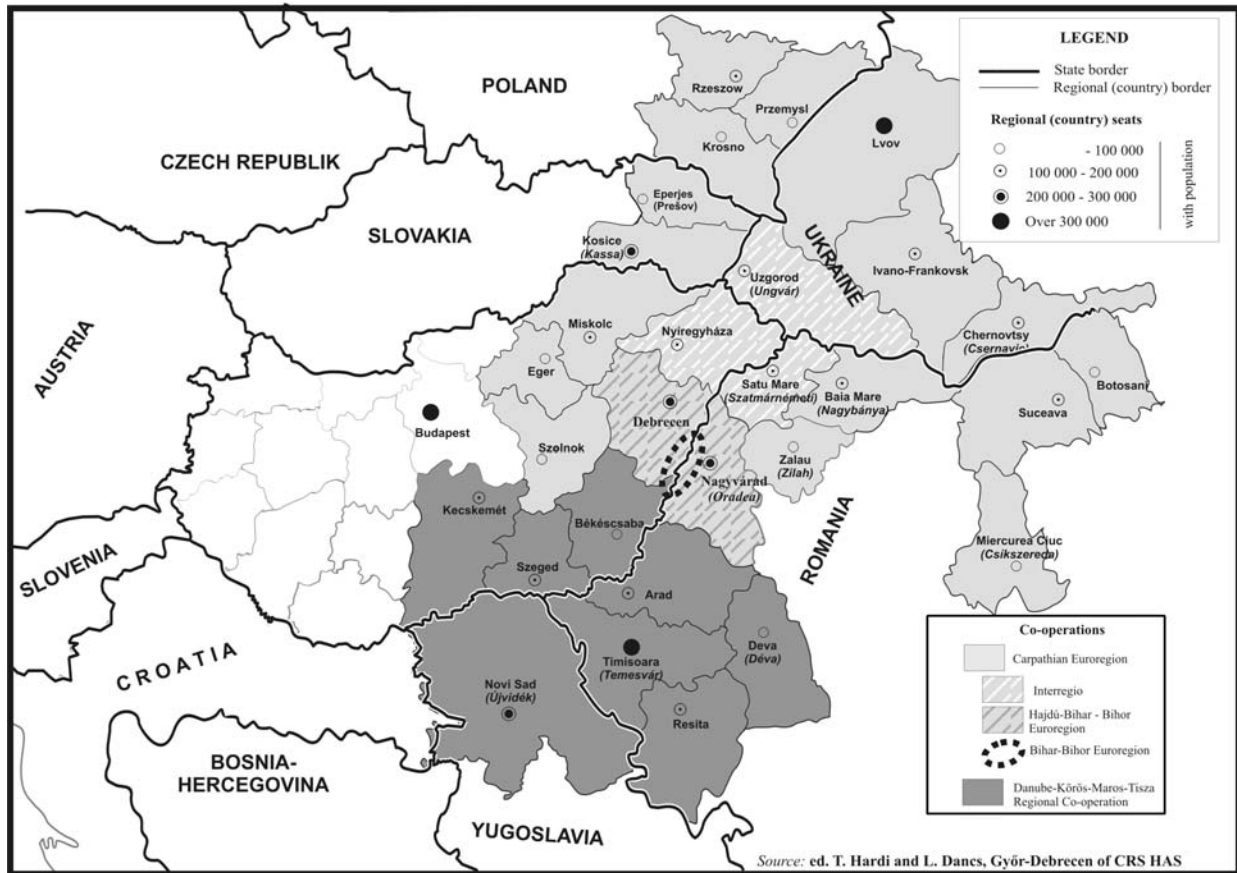 POLAND
CZECH REPUBLIK
SLOVAKIA
AUSTRIA
SLOVENIA
CROATIA
BOSNIA-
HERCEGOVINA
YUGOSLAVIA
ROMANIA
UKRAINÉ
Rzeszow
Przemysl
Krosno
Lvov
Eperjes
(Prešov)
Kosice
(Kassa)
Uzgorod
(Ungvár)
Ivano-Frankovsk
Chernovtsy
(Csernavic)
Botosani
Suceava
Miskolc
Nyíregyháza
Eger
Satu Mare
(Szatmárnémeti)
Baia Mare
(Nagybánya)
Debrecen
Budapest
Szolnok
Zalau
(Zilah)
Nagyvárad
(Oradea)
Kecskemét
Békéscsaba
Szeged
Arad
Miercurea Ciuc
(Csikszereda)
Deva
(Déva)
Timisoara
(Temesvár)
Novi Sad
(Újvidék)
Resita
LEGEND
State border
Regional (country) border
Regional (country) seats
- 100 000
100 000 - 200 000
200 000 - 300 000
Over 300 000
with population
Co-operations
Carpathian Euroregion
Interregio
Hajdú-Bihar - Bihor
Euroregion
Bihar-Bihor Euroregion
Danube-Körös-Maros-Tisza
Regional Co-operation
Source: ed. T. Hardi and L. Dancs, Győr-Debrecen of CRS HAS